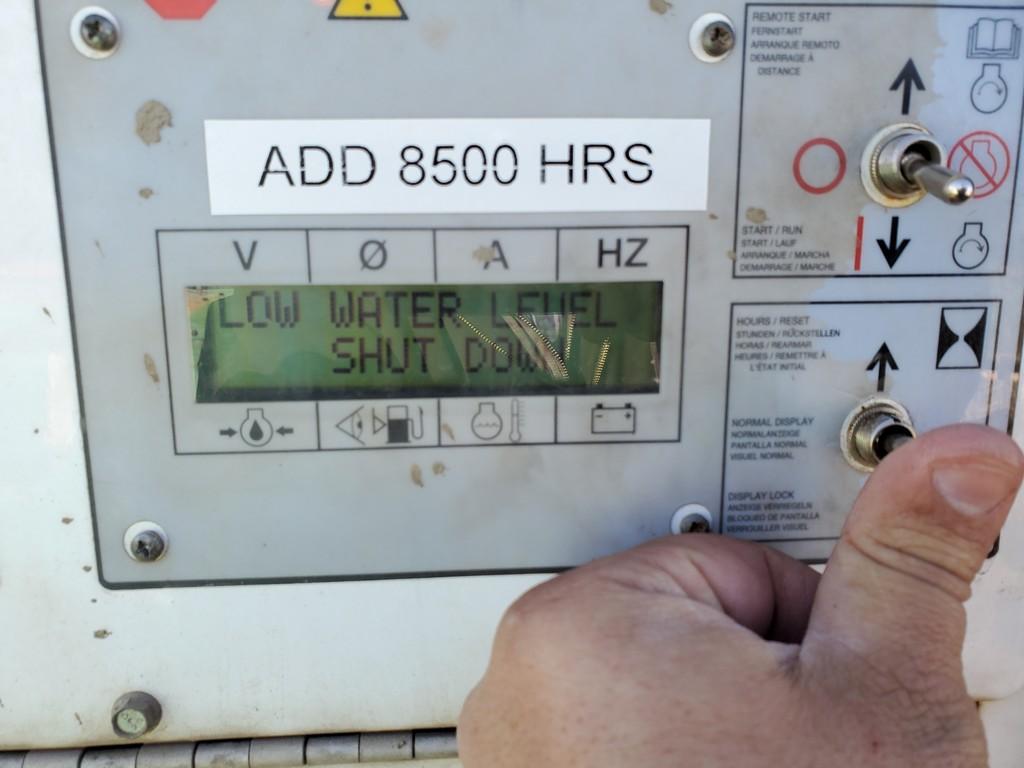 REMOTE START
FERNSTART
ARRANQUE REMOTO
DEMARRAGE À
DISTANCE
ADD 8500 HRS
START / RUN
START / LAUF
ARRANQUE / MARCHA
DEMARRAGE / MARCHE
V Ø A HZ
LOW WATER LEVEL
SHUT DOWN
HOURS / RESET
STUNDEN / RÜCKSTELLEN
HORAS / REARMAR
HEURES / REMETTRE À
L'ÉTAT INITIAL
NORMAL DISPLAY
NORMALANZEIGE
PANTALLA NORMAL
VISUEL NORMAL
DISPLAY LOCK
ANZEIGE VERRIEGELN
BLOQUEO DE PANTALLA
VERROUILLER VISUEL